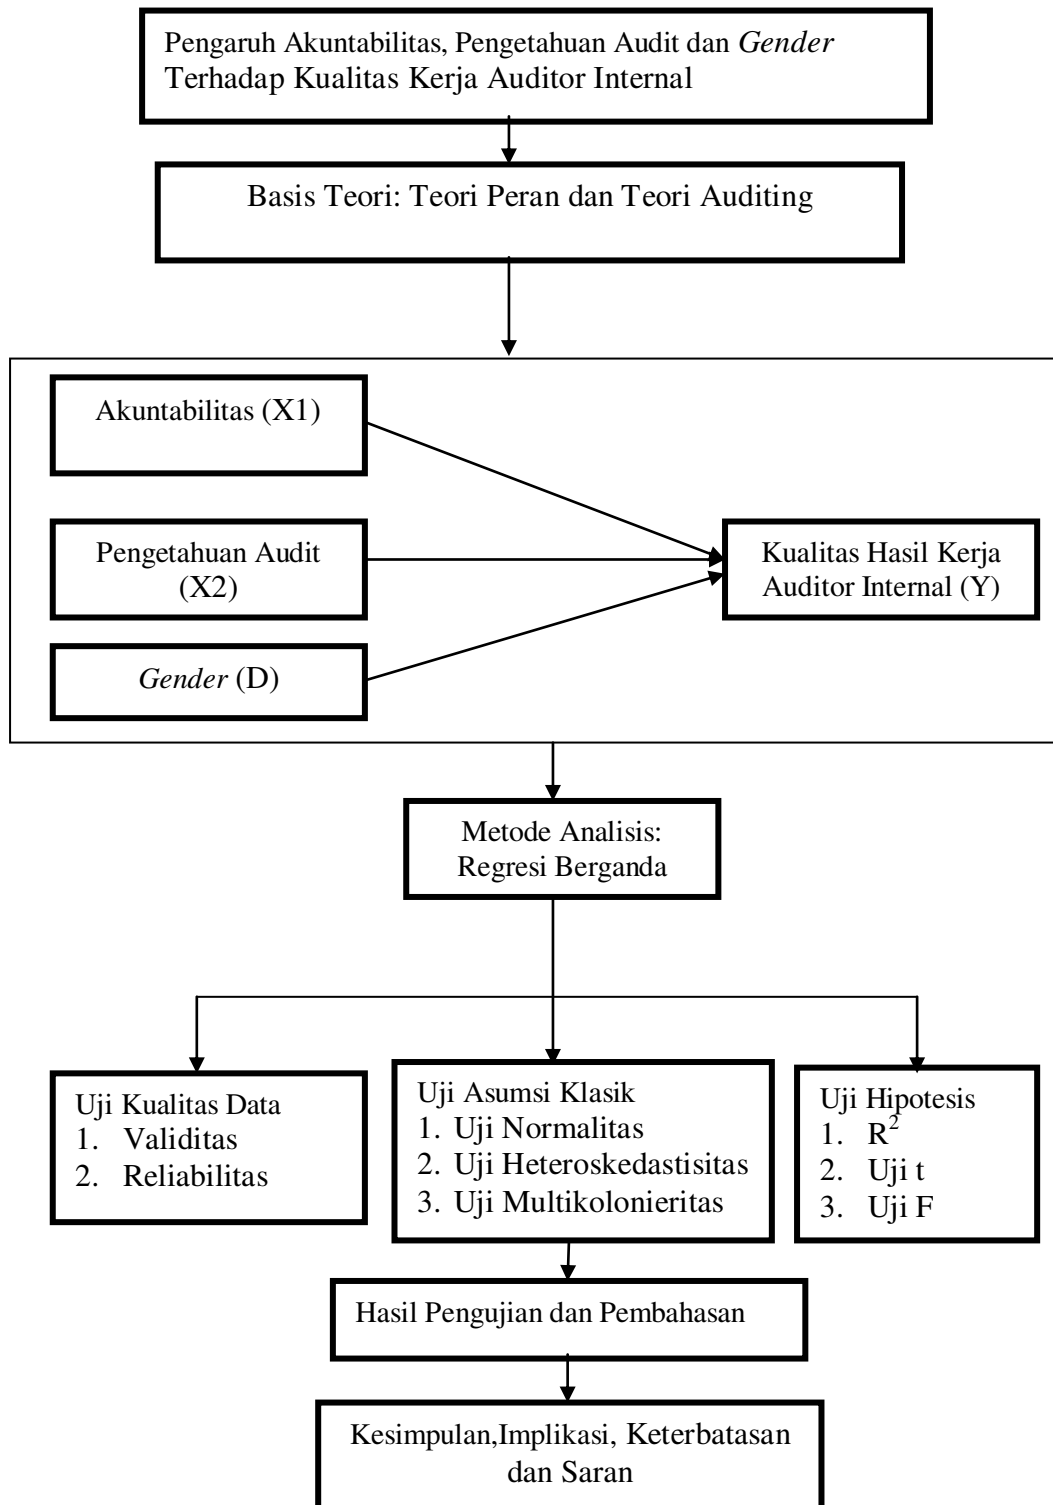 Pengaruh Akuntabilitas, Pengetahuan Audit dan Gender
Terhadap Kualitas Kerja Auditor Internal
Basis Teori: Teori Peran dan Teori Auditing
Akuntabilitas (X1)
Pengetahuan Audit
(X2)
Gender (D)
Kualitas Hasil Kerja
Auditor Internal (Y)
Metode Analisis:
Regresi Berganda
Uji Kualitas Data
1. Validitas
2. Reliabilitas
Uji Asumsi Klasik
1. Uji Normalitas
2. Uji Heteroskedastisitas
3. Uji Multikolonieritas
Uji Hipotesis
1. R²
2. Uji t
3. Uji F
Hasil Pengujian dan Pembahasan
Kesimpulan,Implikasi, Keterbatasan
dan Saran